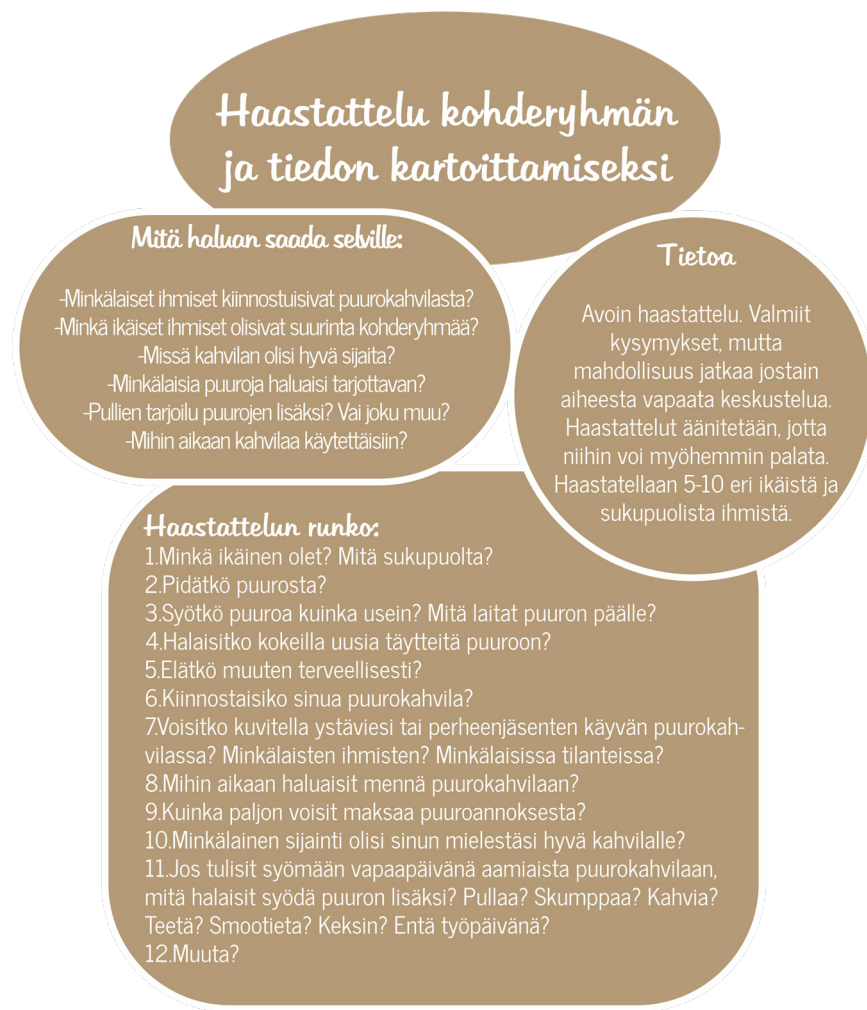 Haastattelu kohderyhmän
ja tiedon kartoittamiseksi
Mitä haluan saada selville:
-Minkälaiset ihmiset kiinnostuisivat puurokahvilasta?
-Minkä ikäiset ihmiset olisivat suurinta kohderyhmää?
-Missä kahvilan olisi hyvä sijaita?
-Minkälaisia puuroja haluaisi tarjottavan?
-Pullien tarjoilu puurojen lisäksi? Vai joku muu?
-Mihin aikaan kahvilaa käytettäisiin?
Tietoa
Avoin haastattelu. Valmiit
kysymykset, mutta
mahdollisuus jatkaa jostain
aiheesta vapaata keskustelua.
Haastattelut äänitetään, jotta
niihin voi myöhemmin palata.
Haastatellaan 5-10 eri ikäistä ja
sukupuolista ihmistä.
Haastattelun runko:
1.Minkä ikäinen olet? Mitä sukupuolta?
2.Pidätkö puurosta?
3.Syötkö puuroa kuinka usein? Mitä laitat puuron päälle?
4.Halaisitko kokeilla uusia täytteitä puuroon?
5.Elätkö muuten terveellisesti?
6.Kiinnostaisiko sinua puurokahvila?
7.Voisitko kuvitella ystäviesi tai perheenjäsenten käyvän puurokah-
vilassa? Minkälaisten ihmisten? Minkälaisissa tilanteissa?
8.Mihin aikaan haluaisit mennä puurokahvilaan?
9.Kuinka paljon voisit maksaa puuroannoksesta?
10.Minkälainen sijainti olisi sinun mielestäsi hyvä kahvilalle?
11.Jos tulisit syömään vapaapäivänä aamiaista puurokahvilaan,
mitä halaisit syödä puuron lisäksi? Pullaa? Skumppaa? Kahvia?
Teetä? Smootieta? Keksin? Entä työpäivänä?
12.Muuta?